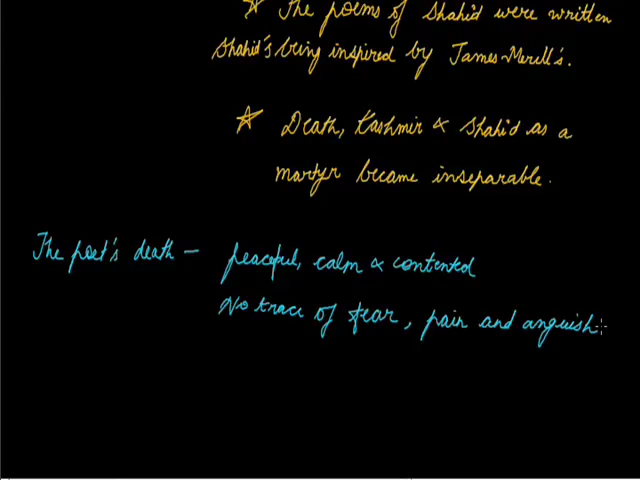 ☆ The poems of Shahid were written
Shahid's being inspired by James Merill's.
☆ Death, Kashmir & Shahid as a
martyr became inseparable.
The poet's death – peaceful, calm & contented
No trace of fear, pain and anguish